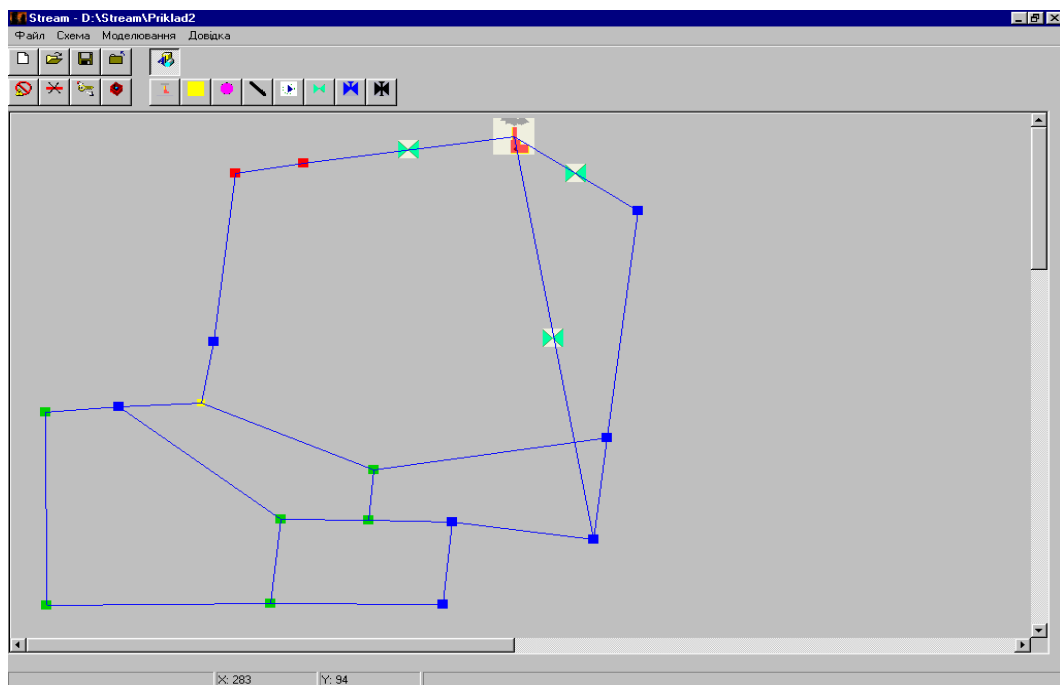 Stream - D:\Stream\Priklad2
Файл Схема Моделювання Довідка
X: 283 Y: 94